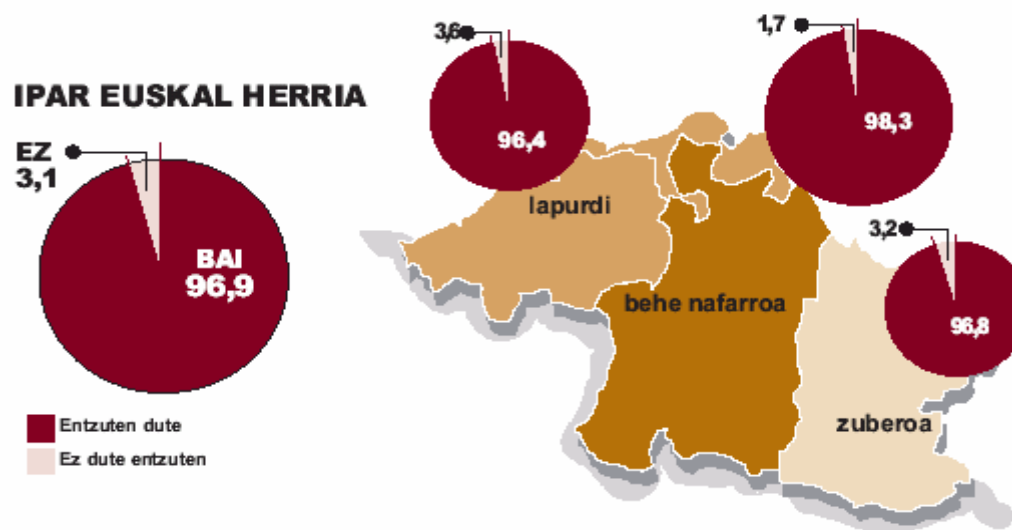 IPAR EUSKAL HERRIA
EZ
3,1
BAI
96,9
Entzuten dute
Ez dute entzuten
3,6
96,4
lapurdi
1,7
98,3
behe nafarroa
3,2
96,8
zuberoa